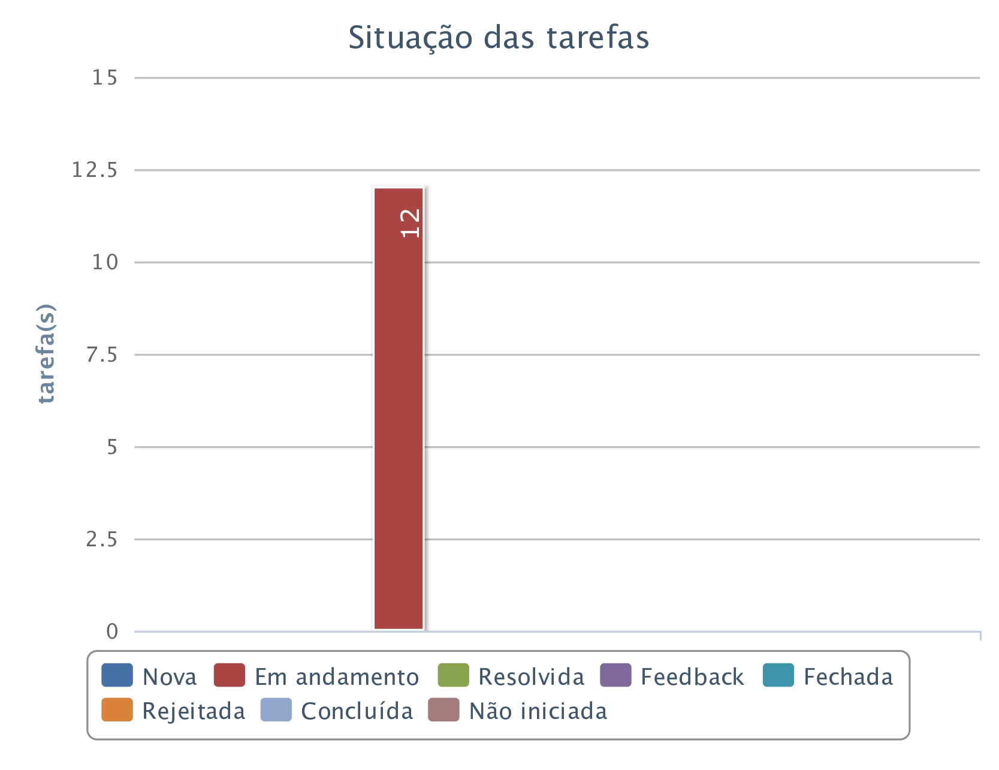 Situação das tarefas
15
12.5
10
7.5
5
2.5
0
tarefa(s)
12
Nova Em andamento Resolvida Feedback Fechada
Rejeitada Concluída Não iniciada